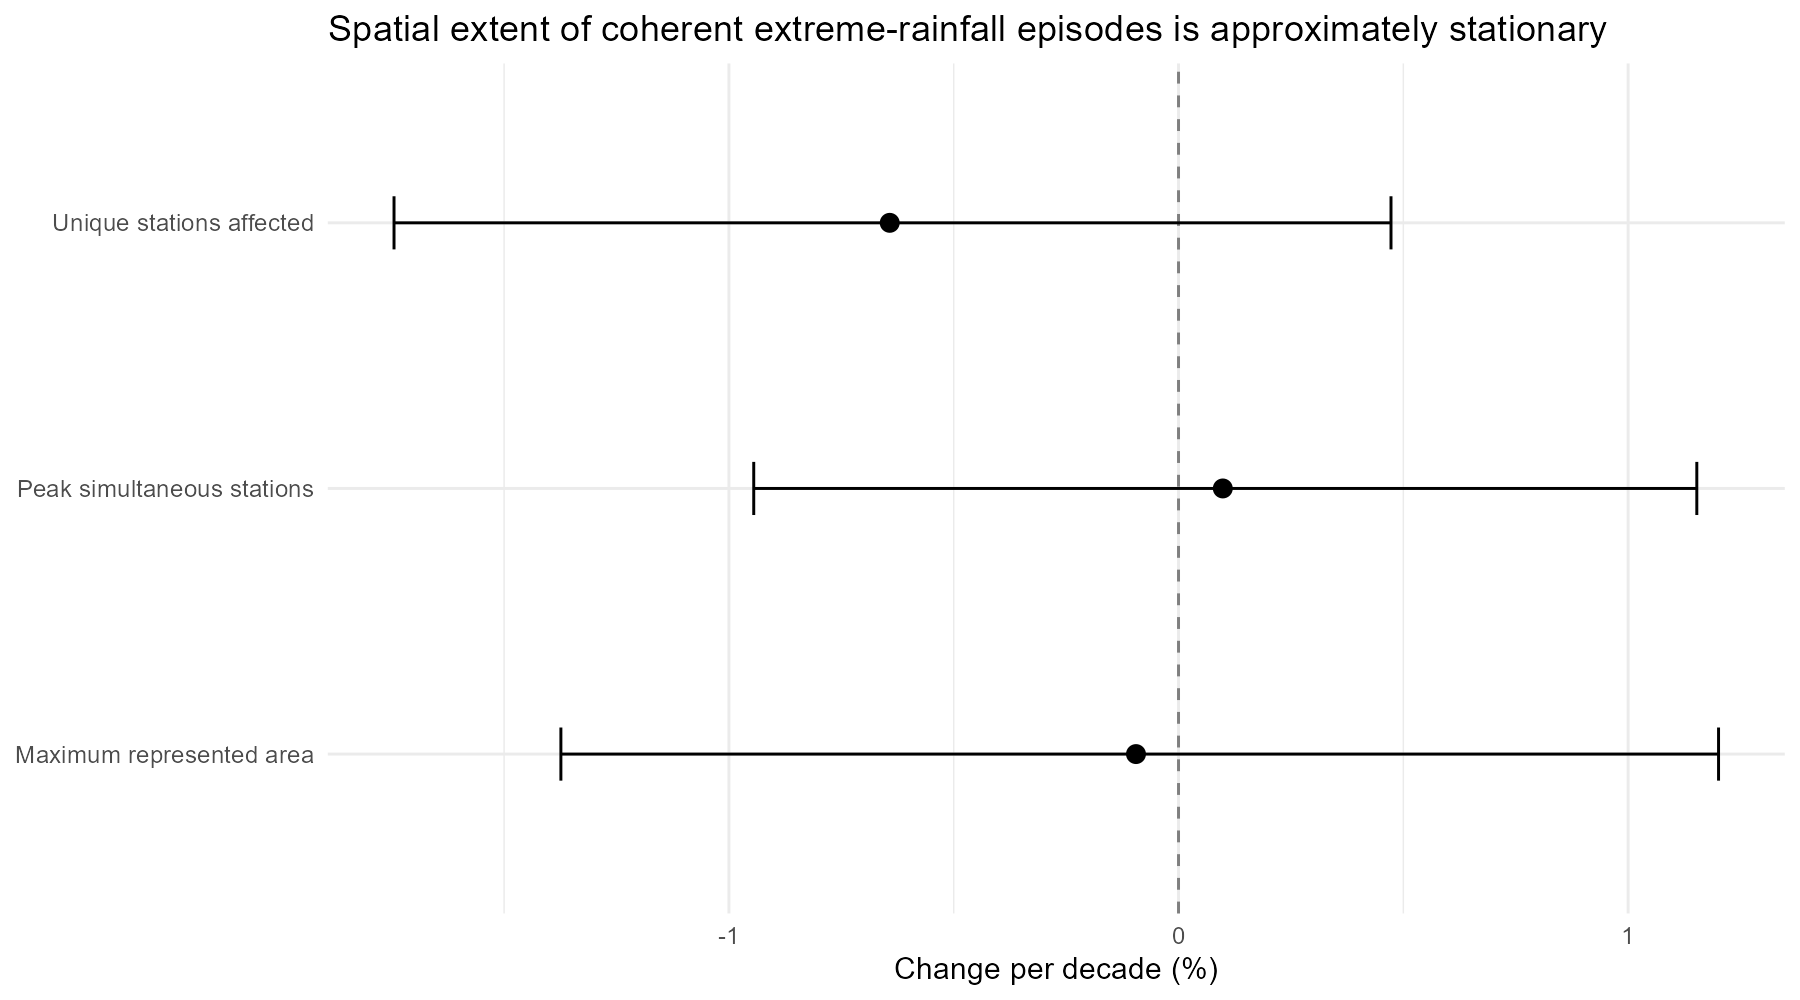 Spatial extent of coherent extreme-rainfall episodes is approximately stationary
Unique stations affected
Peak simultaneous stations
Maximum represented area
-1
0
1
Change per decade (%)